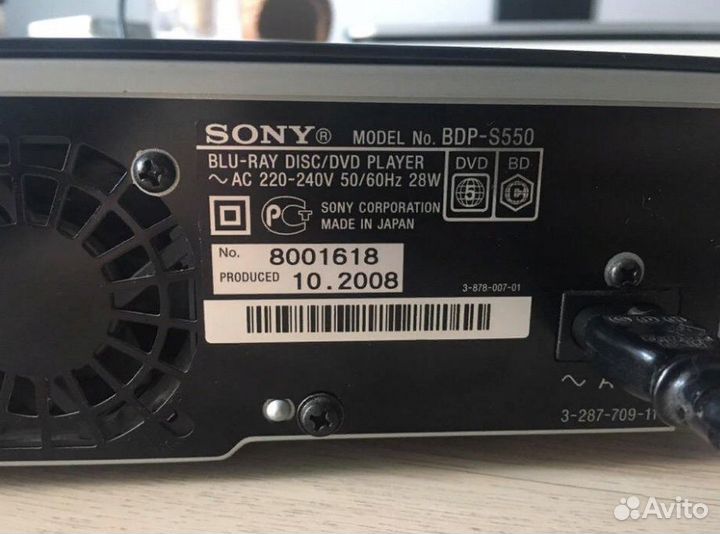 SONY® MODEL No. BDP-S550
BLU-RAY DISC/DVD PLAYER
~ AC 220-240V 50/60Hz 28W
DVD BD
5 C
PCT
SONY CORPORATION
MADE IN JAPAN
No. 8001618
PRODUCED 10.2008
3-878-007-01
~ A
3-287-709-11
Avito